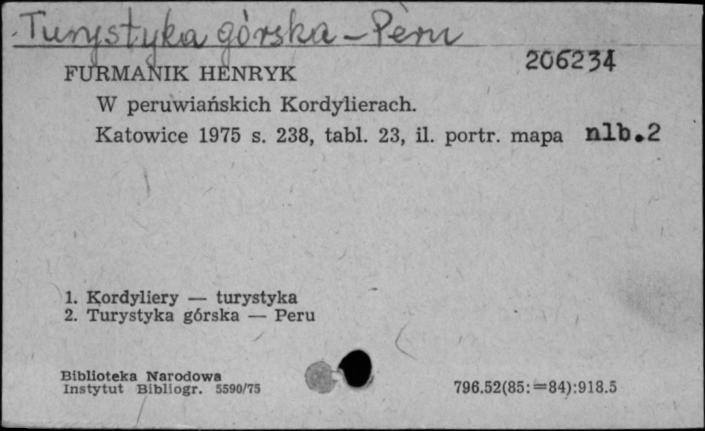 Turystyka górska – Peru
206234
FURMANIK HENRYK
W peruwiańskich Kordylierach.
Katowice 1975 s. 238, tabl. 23, il. portr. mapa nlb.2
1. Kordyliery — turystyka
2. Turystyka górska — Peru
Biblioteka Narodowa
Instytut Bibliogr. 5590/75
796.52(85:=84):918.5